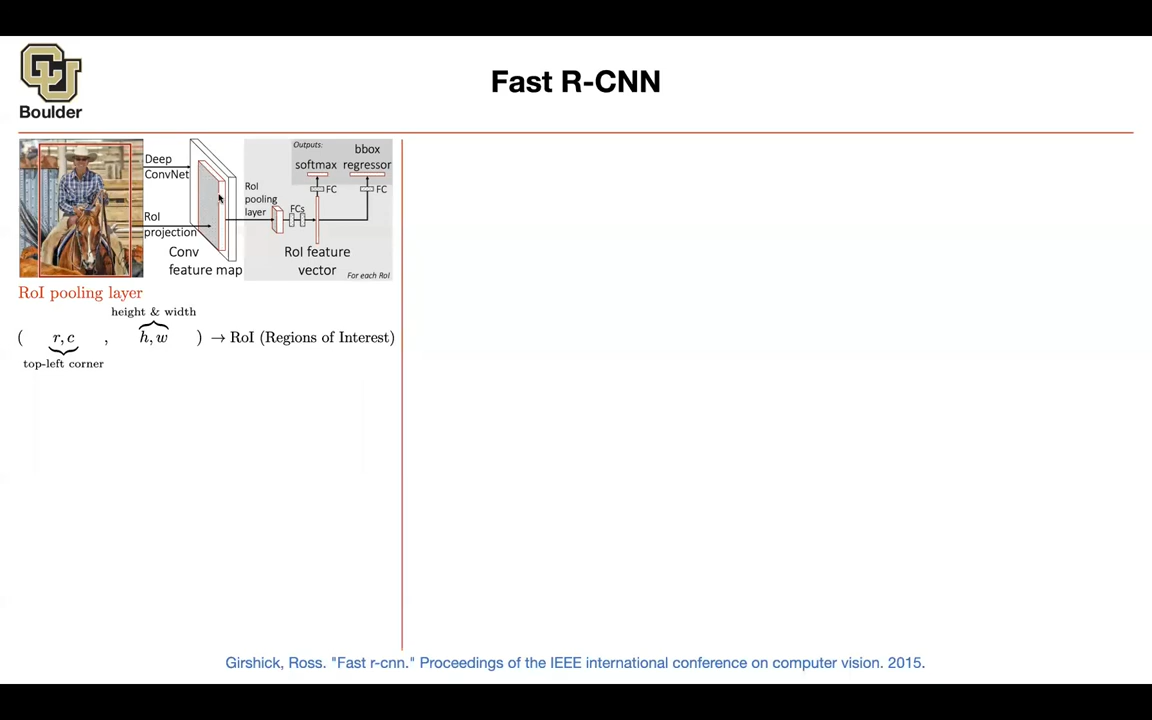 Boulder
Fast R-CNN
Deep
ConvNet
RoI
projection
Conv
feature map
RoI
pooling
layer
FCs
Outputs:
softmax
bbox
regressor
FC
FC
RoI feature
vector
For each RoI
RoI pooling layer
height & width
( r, c , h, w ) → RoI (Regions of Interest)
top-left corner
Girshick, Ross. "Fast r-cnn." Proceedings of the IEEE international conference on computer vision. 2015.